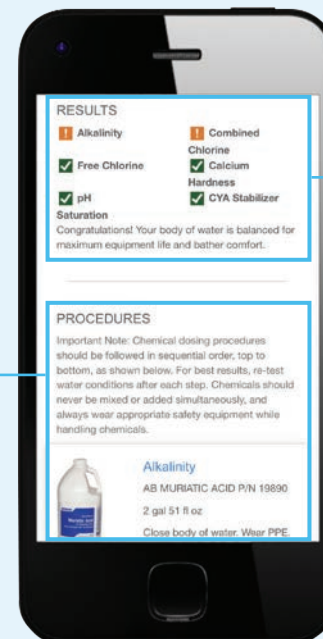 RESULTS
Alkalinity
Combined Chlorine
Free Chlorine
Calcium Hardness
pH
CYA Stabilizer
Saturation
Congratulations! Your body of water is balanced for
maximum equipment life and bather comfort.
PROCEDURES
Important Note: Chemical dosing procedures
should be followed in sequential order, top to
bottom, as shown below. For best results, re-test
water conditions after each step. Chemicals should
never be mixed or added simultaneously, and
always wear appropriate safety equipment while
handling chemicals.
Alkalinity
AB MURIATIC ACID P/N 19890
2 gal 51 fl oz
Close body of water. Wear PPE.
Muriatic Acid